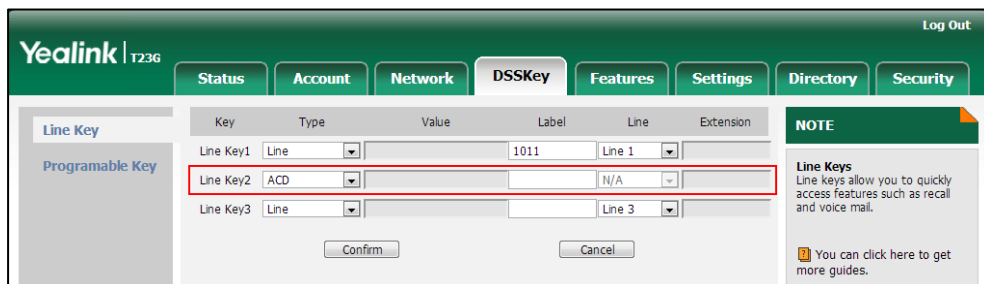 Log Out
Yealink | T23G
Status Account Network DSSKey Features Settings Directory Security
Line Key
Programable Key
Key Type Value Label Line Extension
Line Key1 Line 1011 Line 1
Line Key2 ACD N/A
Line Key3 Line Line 3
Confirm Cancel
NOTE
Line Keys
Line keys allow you to quickly
access features such as recall
and voice mail.
You can click here to get
more guides.